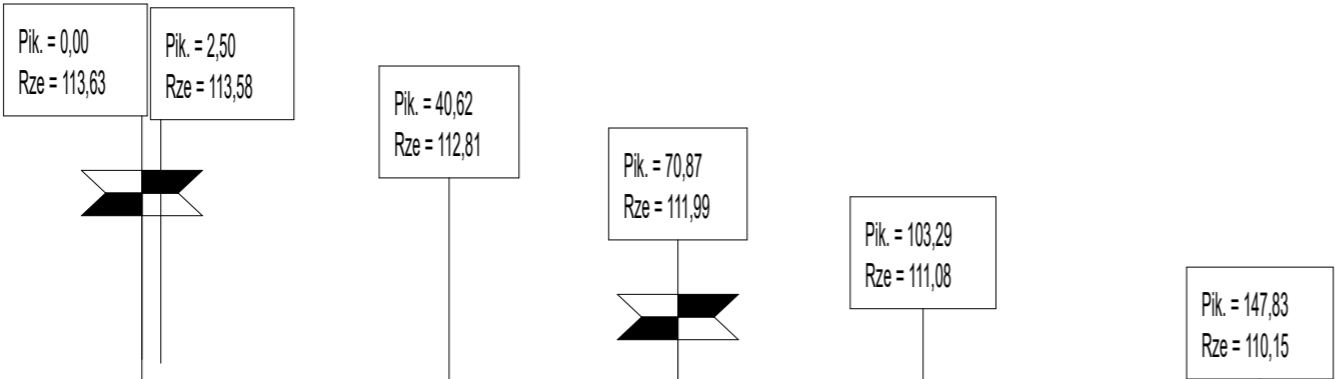 Pik. = 0,00
Rze = 113,63
Pik. = 2,50
Rze = 113,58
Pik. = 40,62
Rze = 112,81
Pik. = 70,87
Rze = 111,99
Pik. = 103,29
Rze = 111,08
Pik. = 147,83
Rze = 110,15